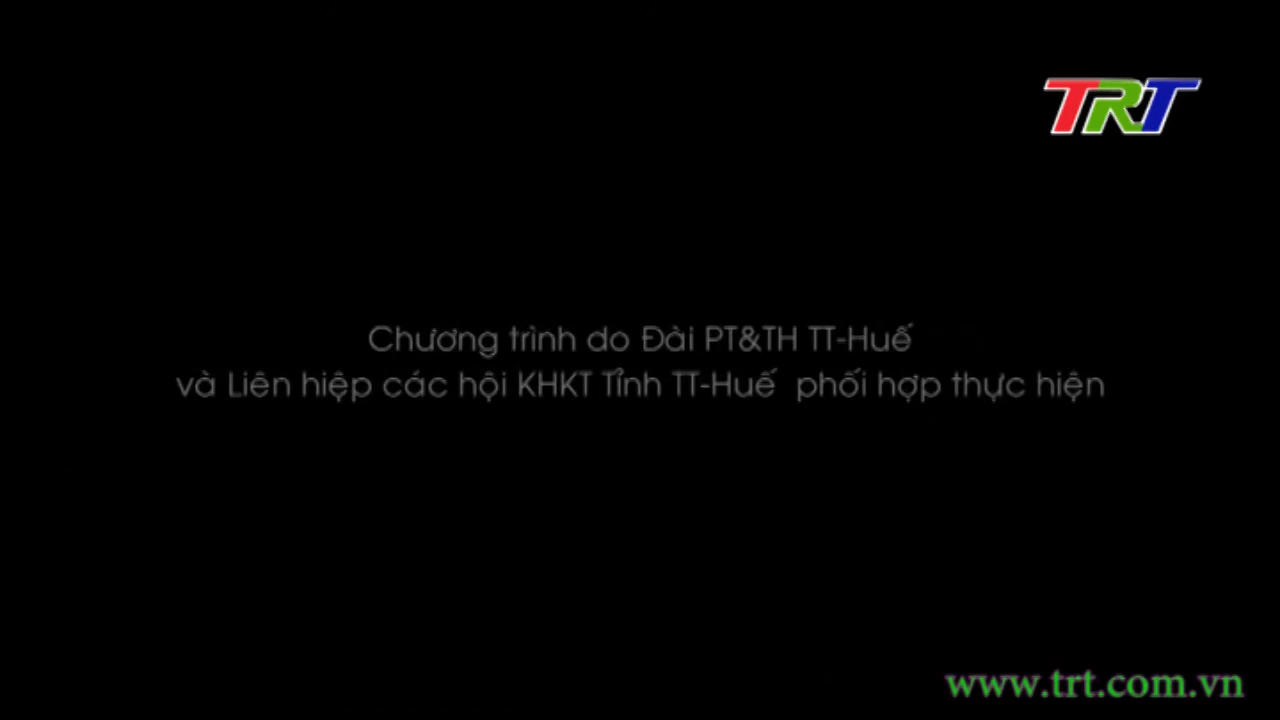 TRT
Chương trình do Đài PT&TH TT-Huế
và Liên hiệp các hội KHKT Tỉnh TT-Huế phối hợp thực hiện
www.trt.com.vn